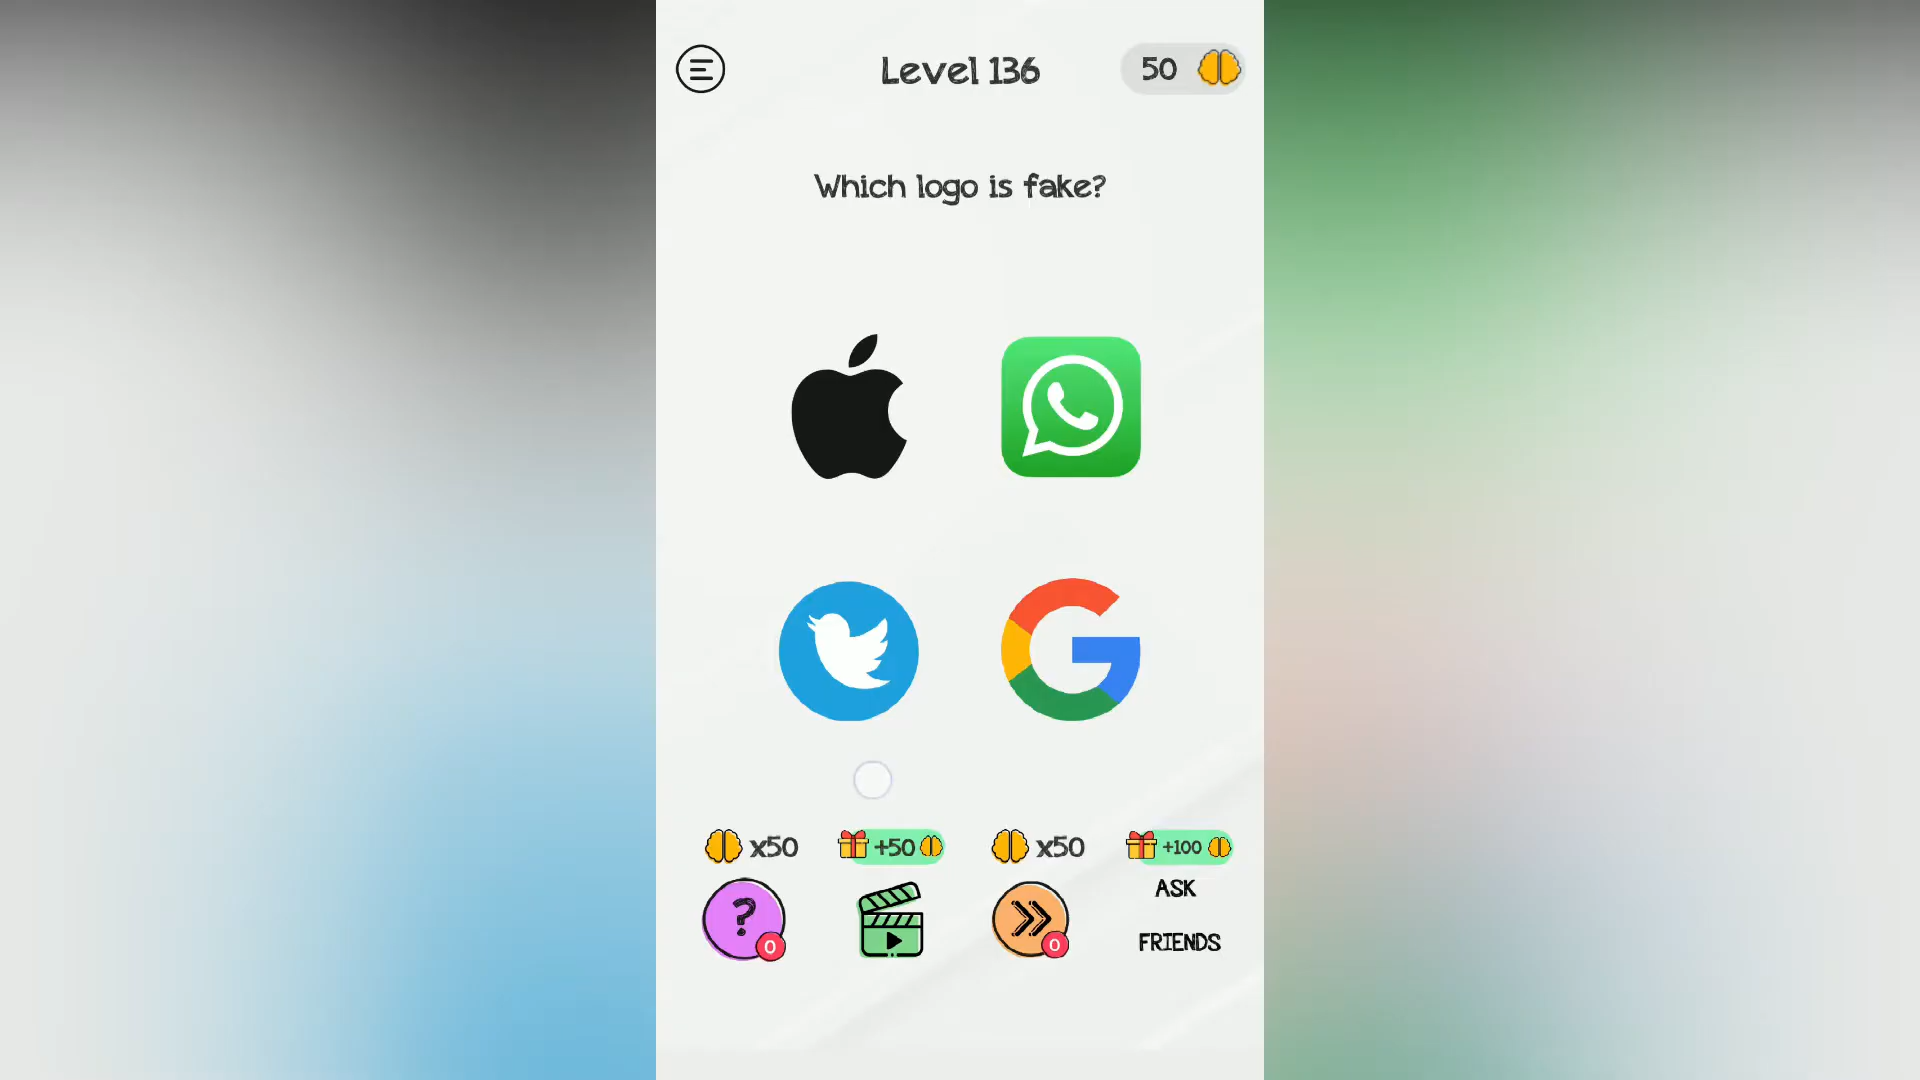 Level 136
50
Which logo is fake?
x50
+50
x50
+100
?
0
0
ASK
FRIENDS